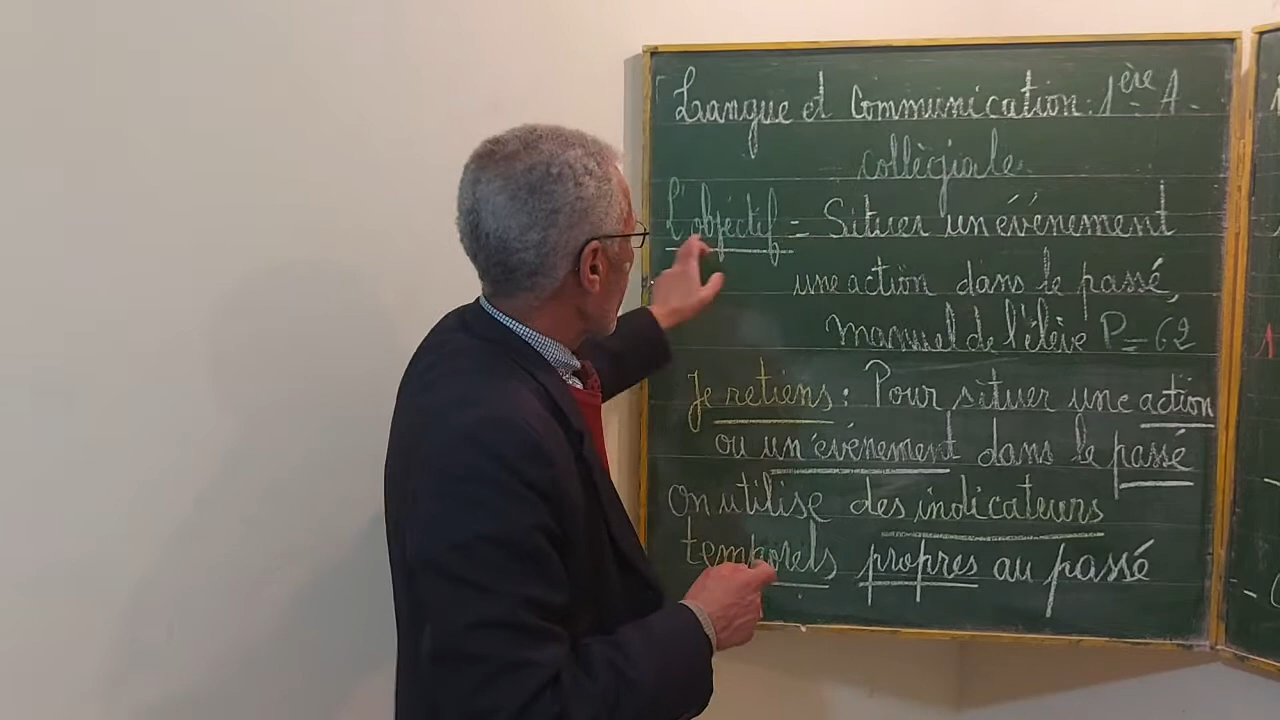 Langue et Communication: 1ère A
collègiale
L'objéctif = Situer un événement
une action dans le passé,
manuel de l'élève P= 62
Je retiens: Pour situer une action
ou un événement dans le passé
On utilise des indicateurs
temporels propres au passé